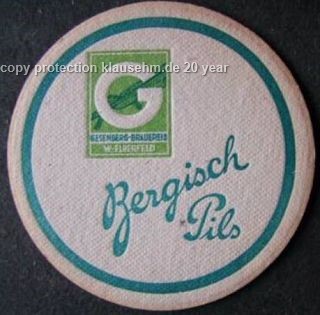 copy protection klausehm.de 20 year
G
GESENBERG-BRAUEREI
W-ELBERFELD
Bergisch
Pils